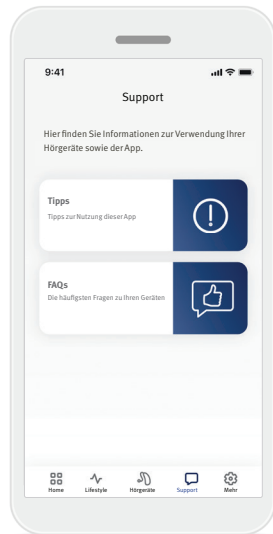 9:41
Support
Hier finden Sie Informationen zur Verwendung Ihrer
Hörgeräte sowie der App.
Tipps
Tipps zur Nutzung dieser App
FAQs
Die häufigsten Fragen zu Ihren Geräten
Home Lifestyle Hörgeräte Support Mehr